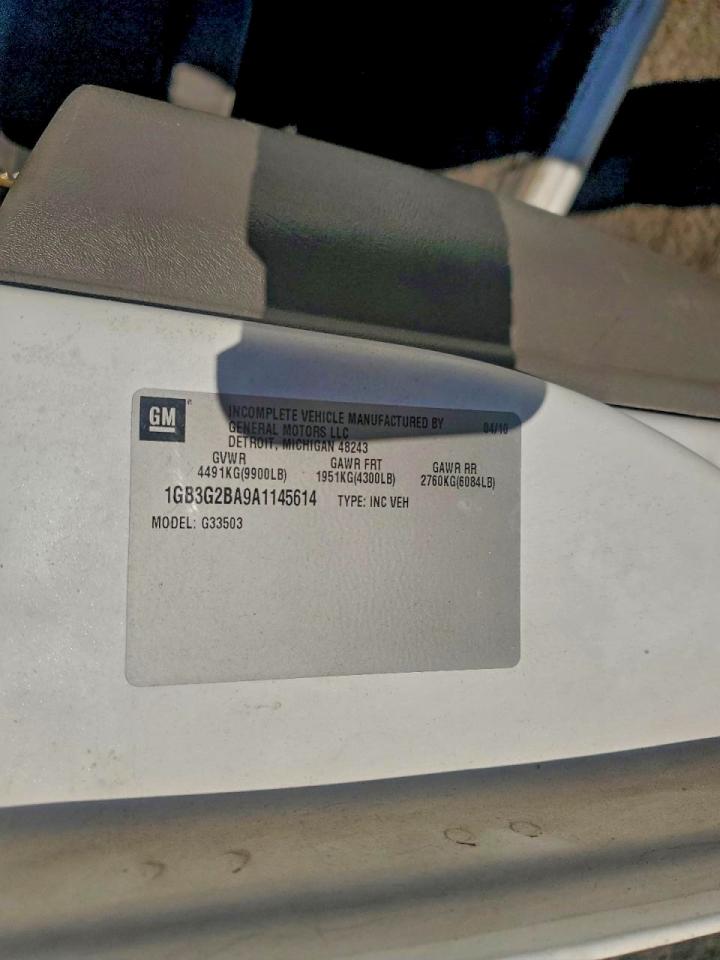 GM
INCOMPLETE VEHICLE MANUFACTURED BY 04/10
GENERAL MOTORS LLC
DETROIT, MICHIGAN 48243
GVWR GAWR FRT GAWR RR
4491KG(9900LB) 1951KG(4300LB) 2760KG(6084LB)
1GB3G2BA9A1145614 TYPE: INC VEH
MODEL: G33503